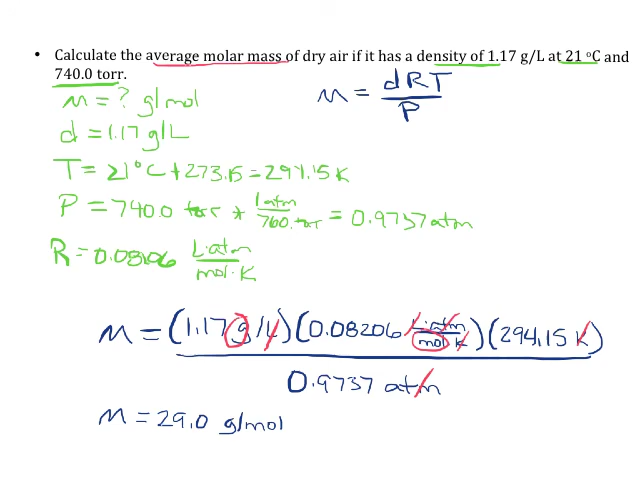 • Calculate the average molar mass of dry air if it has a density of 1.17 g/L at 21 °C and
740.0 torr.
M = dRT/P
M = ? g/mol
d = 1.17 g/L
T = 21°C + 273.15 = 294.15 K
P = 740.0 torr * 1 atm/760. torr = 0.9737 atm
R = 0.08206 L·atm/mol·K
M = (1.17 g/L)(0.08206 L·atm/mol K)(294.15 K)
0.9737 atm
M = 29.0 g/mol